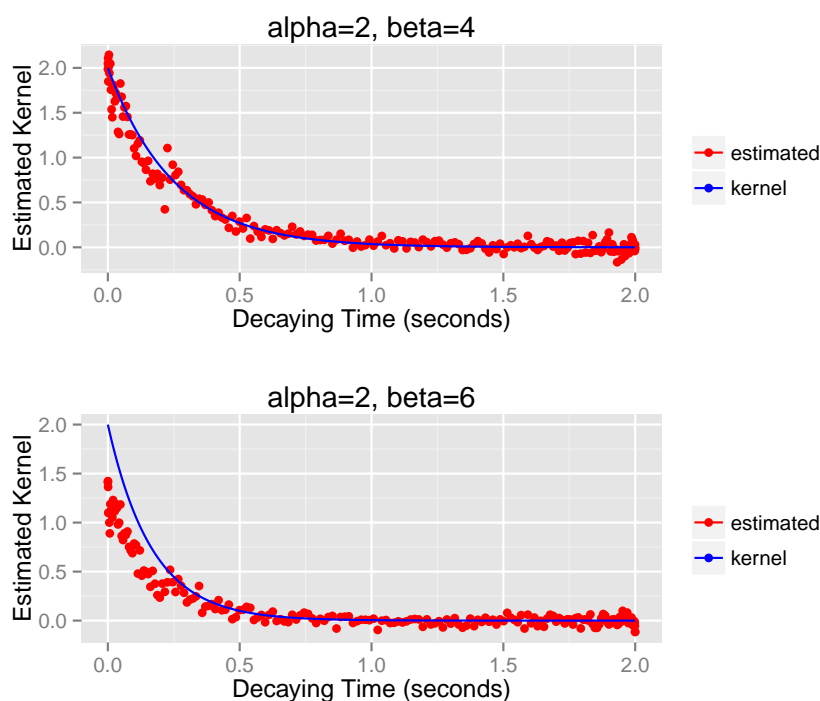 alpha=2, beta=4
Estimated Kernel
2.0
1.5
1.0
0.5
0.0
0.0 0.5 1.0 1.5 2.0
Decaying Time (seconds)
estimated
kernel
alpha=2, beta=6
Estimated Kernel
2.0
1.5
1.0
0.5
0.0
0.0 0.5 1.0 1.5 2.0
Decaying Time (seconds)
estimated
kernel